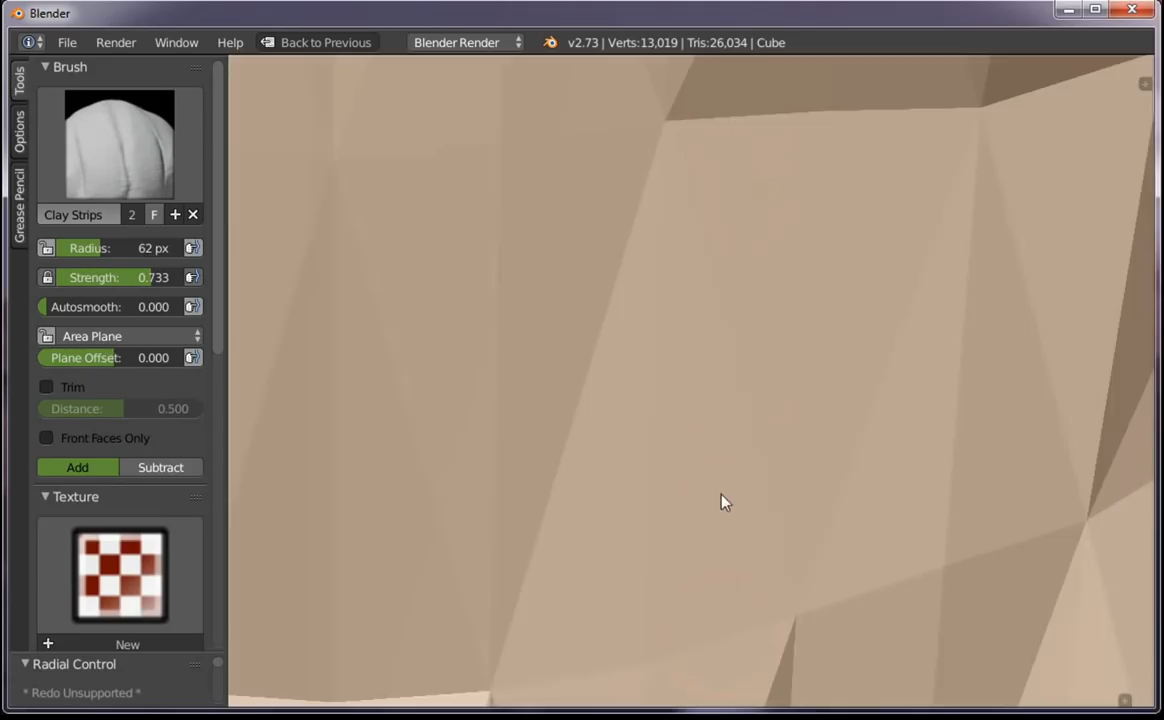 Blender
File Render Window Help Back to Previous Blender Render v2.73 | Verts:13,019 | Tris:26,034 | Cube
Tools
Options
Grease Pencil
Brush
Clay Strips 2 F
Radius: 62 px
Strength: 0.733
Autosmooth: 0.000
Area Plane
Plane Offset: 0.000
Trim
Distance: 0.500
Front Faces Only
Add Subtract
Texture
New
Radial Control
* Redo Unsupported *